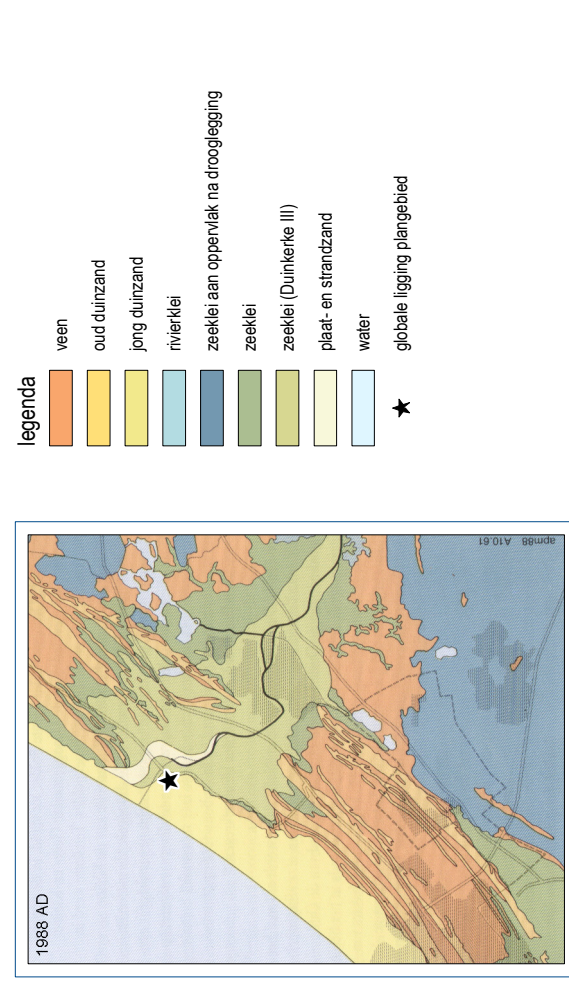 1988 AD
apm88 A10.61
legenda
veen
oud duinzand
jong duinzand
rivierklei
zeeklei aan oppervlak na drooglegging
zeeklei
zeeklei (Duinkerke III)
plaat- en strandzand
water
globale ligging plangebied